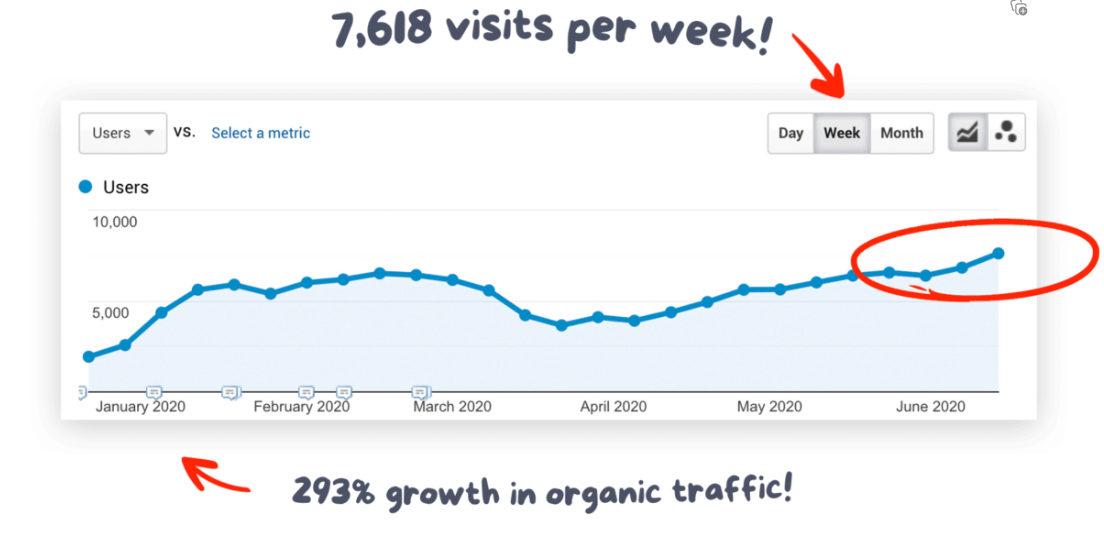 7,618 visits per week!
Users vs. Select a metric
Day Week Month
Users
10,000
5,000
January 2020 February 2020 March 2020 April 2020 May 2020 June 2020
293% growth in organic traffic!